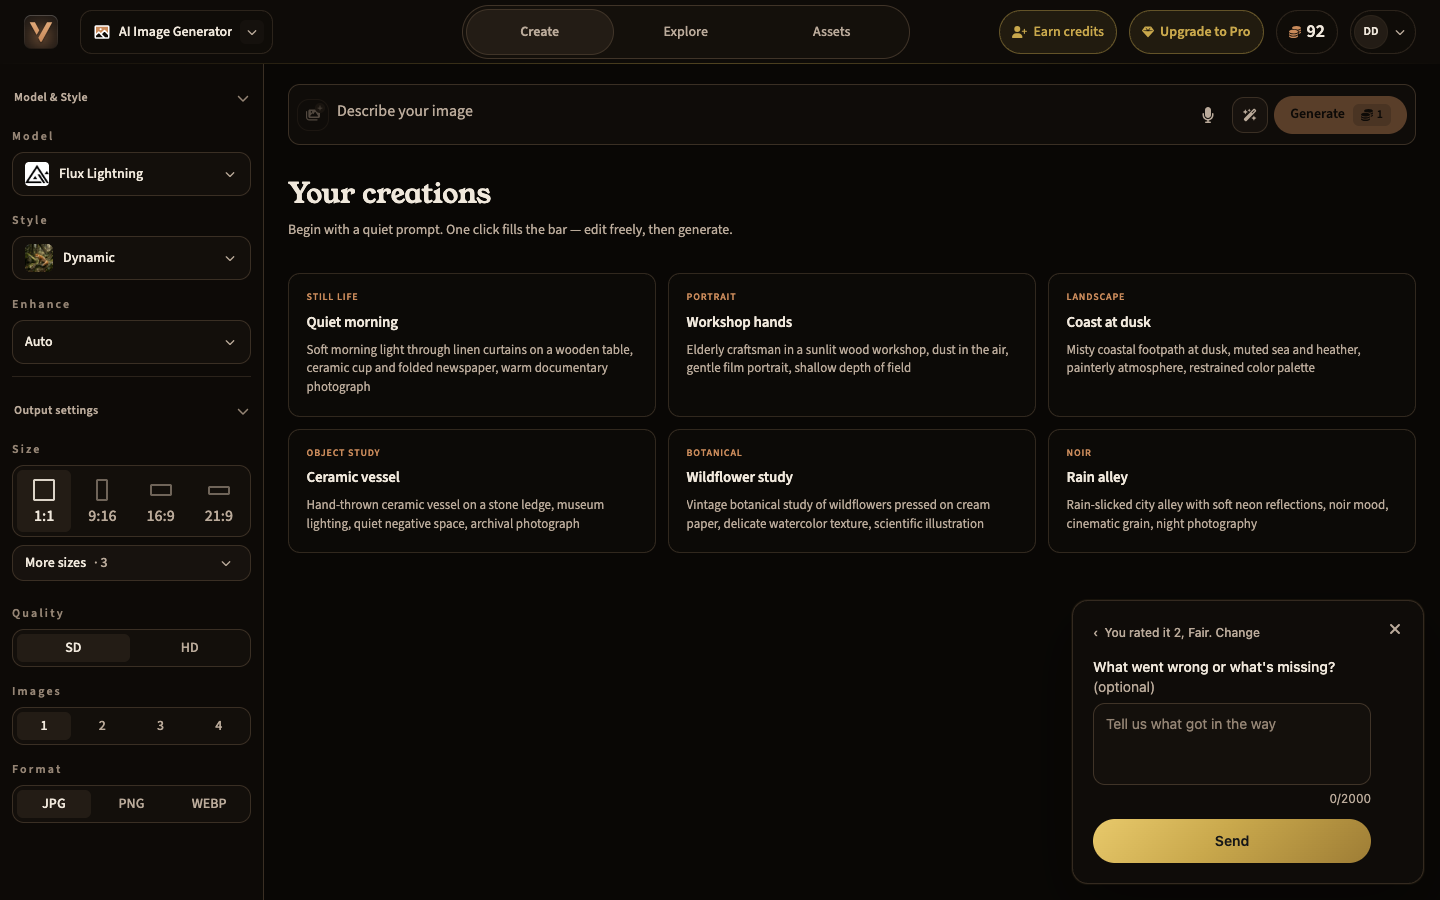 AI Image Generator
Create
Explore
Assets
Earn credits
Upgrade to Pro
92
DD
Model & Style
Model
Flux Lightning
Style
Dynamic
Enhance
Auto
Output settings
Size
1:1
9:16
16:9
21:9
More sizes · 3
Quality
SD
HD
Images
1
2
3
4
Format
JPG
PNG
WEBP
Describe your image
Generate
1
Your creations
Begin with a quiet prompt. One click fills the bar — edit freely, then generate.
STILL LIFE
Quiet morning
Soft morning light through linen curtains on a wooden table,
ceramic cup and folded newspaper, warm documentary
photograph
PORTRAIT
Workshop hands
Elderly craftsman in a sunlit wood workshop, dust in the air,
gentle film portrait, shallow depth of field
LANDSCAPE
Coast at dusk
Misty coastal footpath at dusk, muted sea and heather,
painterly atmosphere, restrained color palette
OBJECT STUDY
Ceramic vessel
Hand-thrown ceramic vessel on a stone ledge, museum
lighting, quiet negative space, archival photograph
BOTANICAL
Wildflower study
Vintage botanical study of wildflowers pressed on cream
paper, delicate watercolor texture, scientific illustration
NOIR
Rain alley
Rain-slicked city alley with soft neon reflections, noir mood,
cinematic grain, night photography
‹ You rated it 2, Fair. Change
What went wrong or what's missing?
(optional)
Tell us what got in the way
0/2000
Send